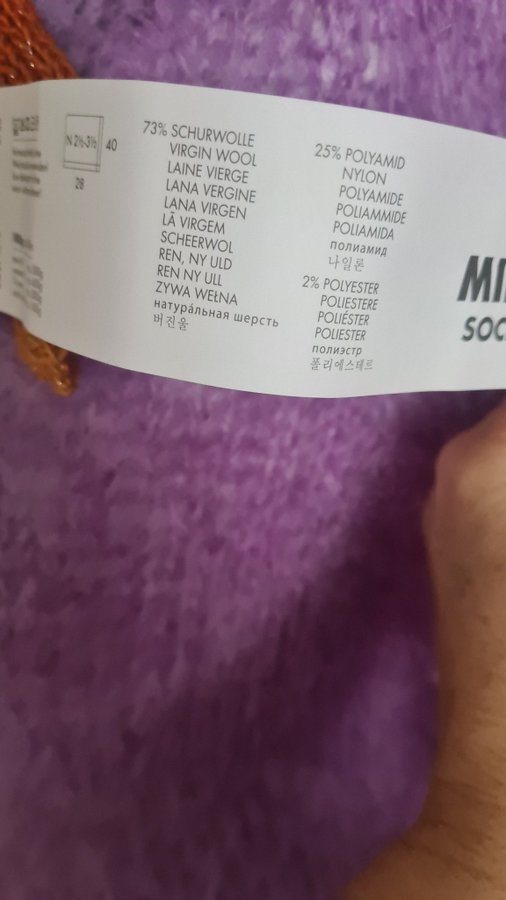 N 2½-3½
40
28
73% SCHURWOLLE
VIRGIN WOOL
LAINE VIERGE
LANA VERGINE
LANA VIRGEN
LÃ VIRGEM
SCHEERWOL
REN, NY ULD
REN NY ULL
ZYWA WEŁNA
натурáльная шерсть
버진울
25% POLYAMID
NYLON
POLYAMIDE
POLIAMMIDE
POLIAMIDA
полиамид
나일론
2% POLYESTER
POLIESTERE
POLIÉSTER
POLIESTER
полиэстр
폴리에스테르
SOC